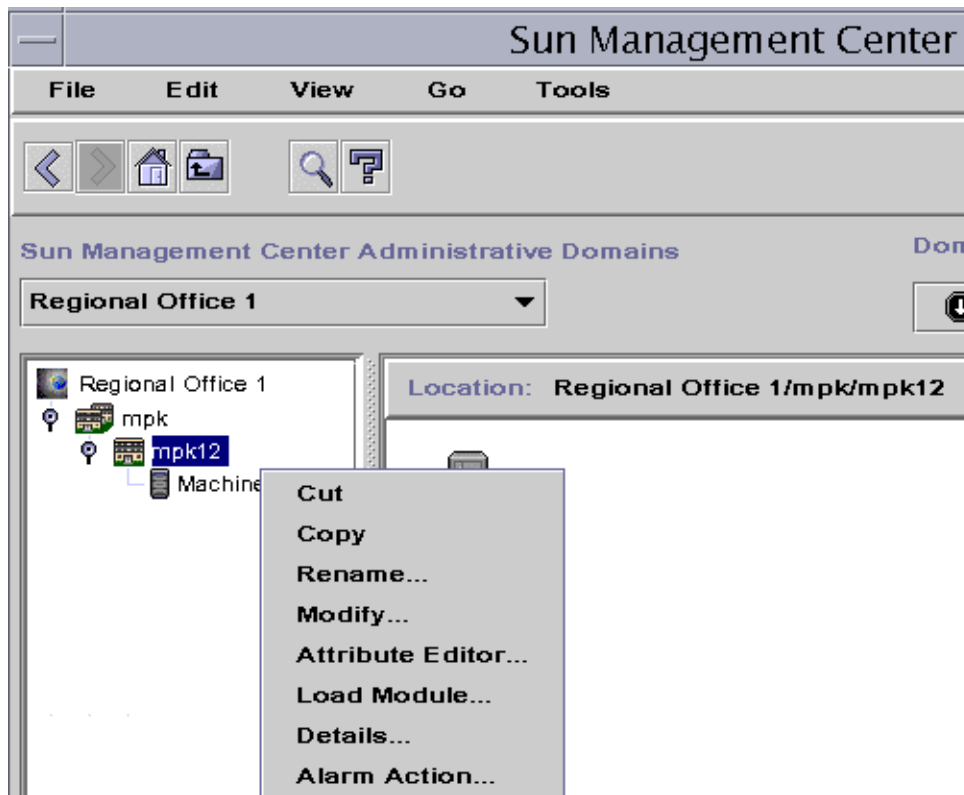 Sun Management Center
File Edit View Go Tools
Sun Management Center Administrative Domains
Regional Office 1
Regional Office 1
mpk
mpk12
Machine
Location: Regional Office 1/mpk/mpk12
Cut
Copy
Rename...
Modify...
Attribute Editor...
Load Module...
Details...
Alarm Action...